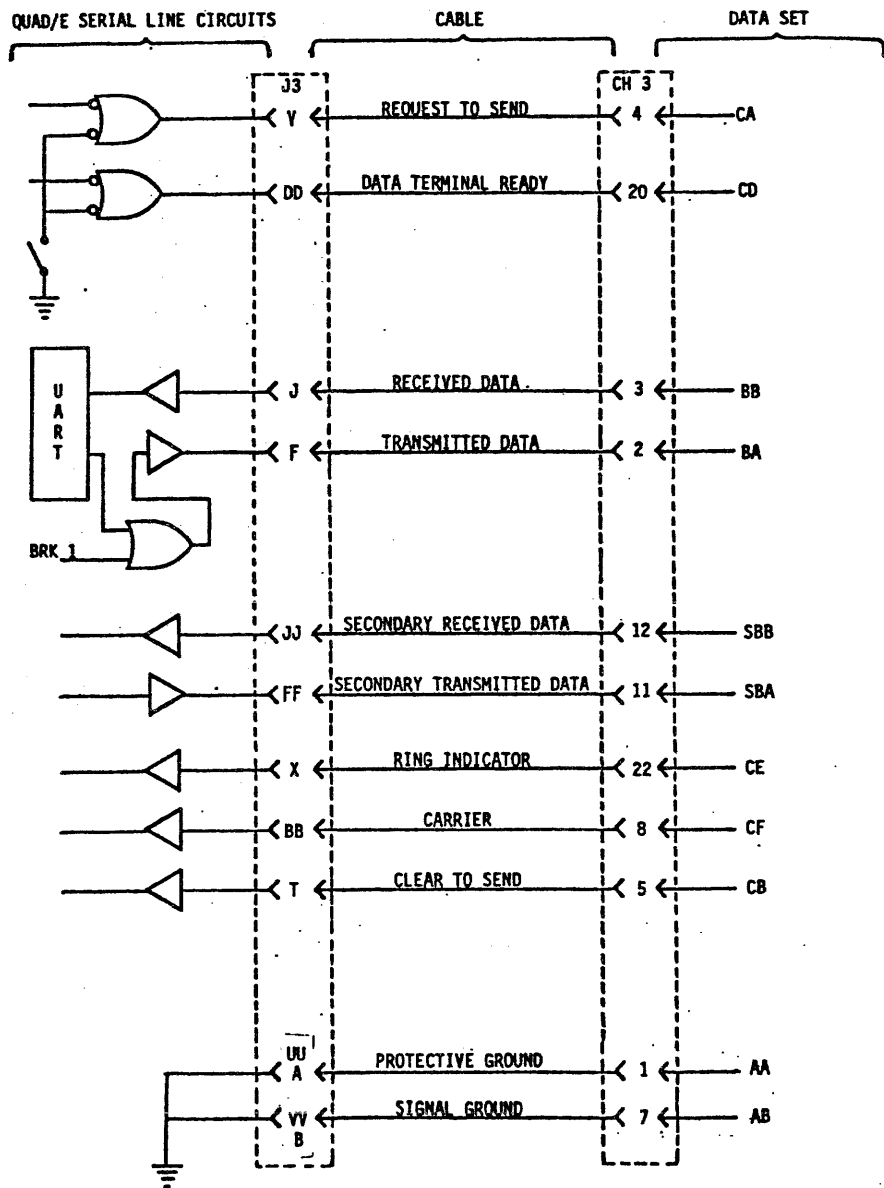 QUAD/E SERIAL LINE CIRCUITS CABLE DATA SET
J3 CH 3
V REQUEST TO SEND 4 CA
DD DATA TERMINAL READY 20 CD
UART
J RECEIVED DATA 3 BB
F TRANSMITTED DATA 2 BA
BRK 1
JJ SECONDARY RECEIVED DATA 12 SBB
FF SECONDARY TRANSMITTED DATA 11 SBA
X RING INDICATOR 22 CE
BB CARRIER 8 CF
T CLEAR TO SEND 5 CB
UU
A PROTECTIVE GROUND 1 AA
VV SIGNAL GROUND 7 AB
B